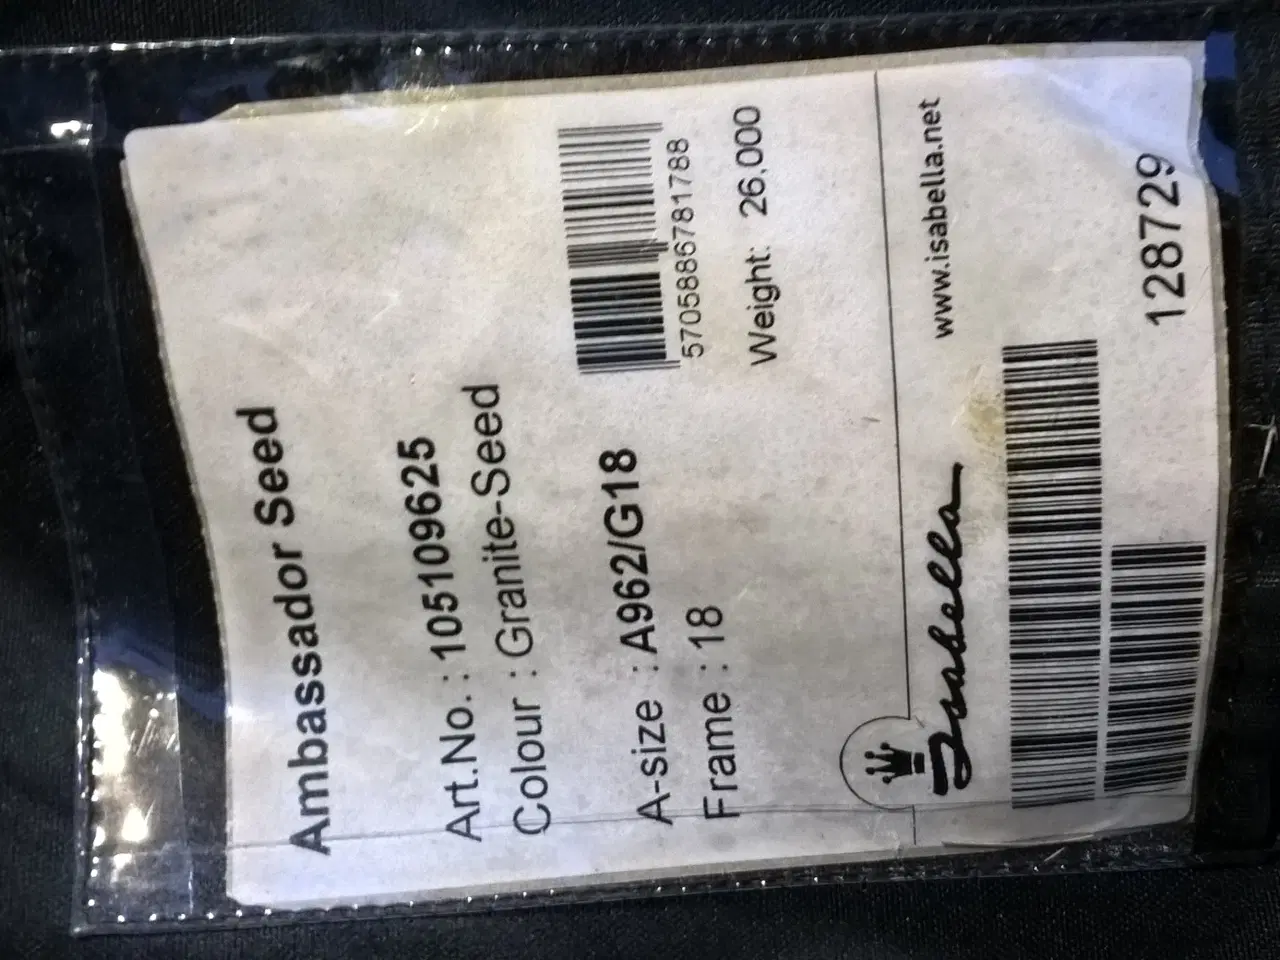 Ambassador Seed
Art.No. : 105109625
Colour : Granite-Seed
A-size : A962/G18
Frame : 18
5705886781788
Weight: 26.000
Isabella
www.isabella.net
128729